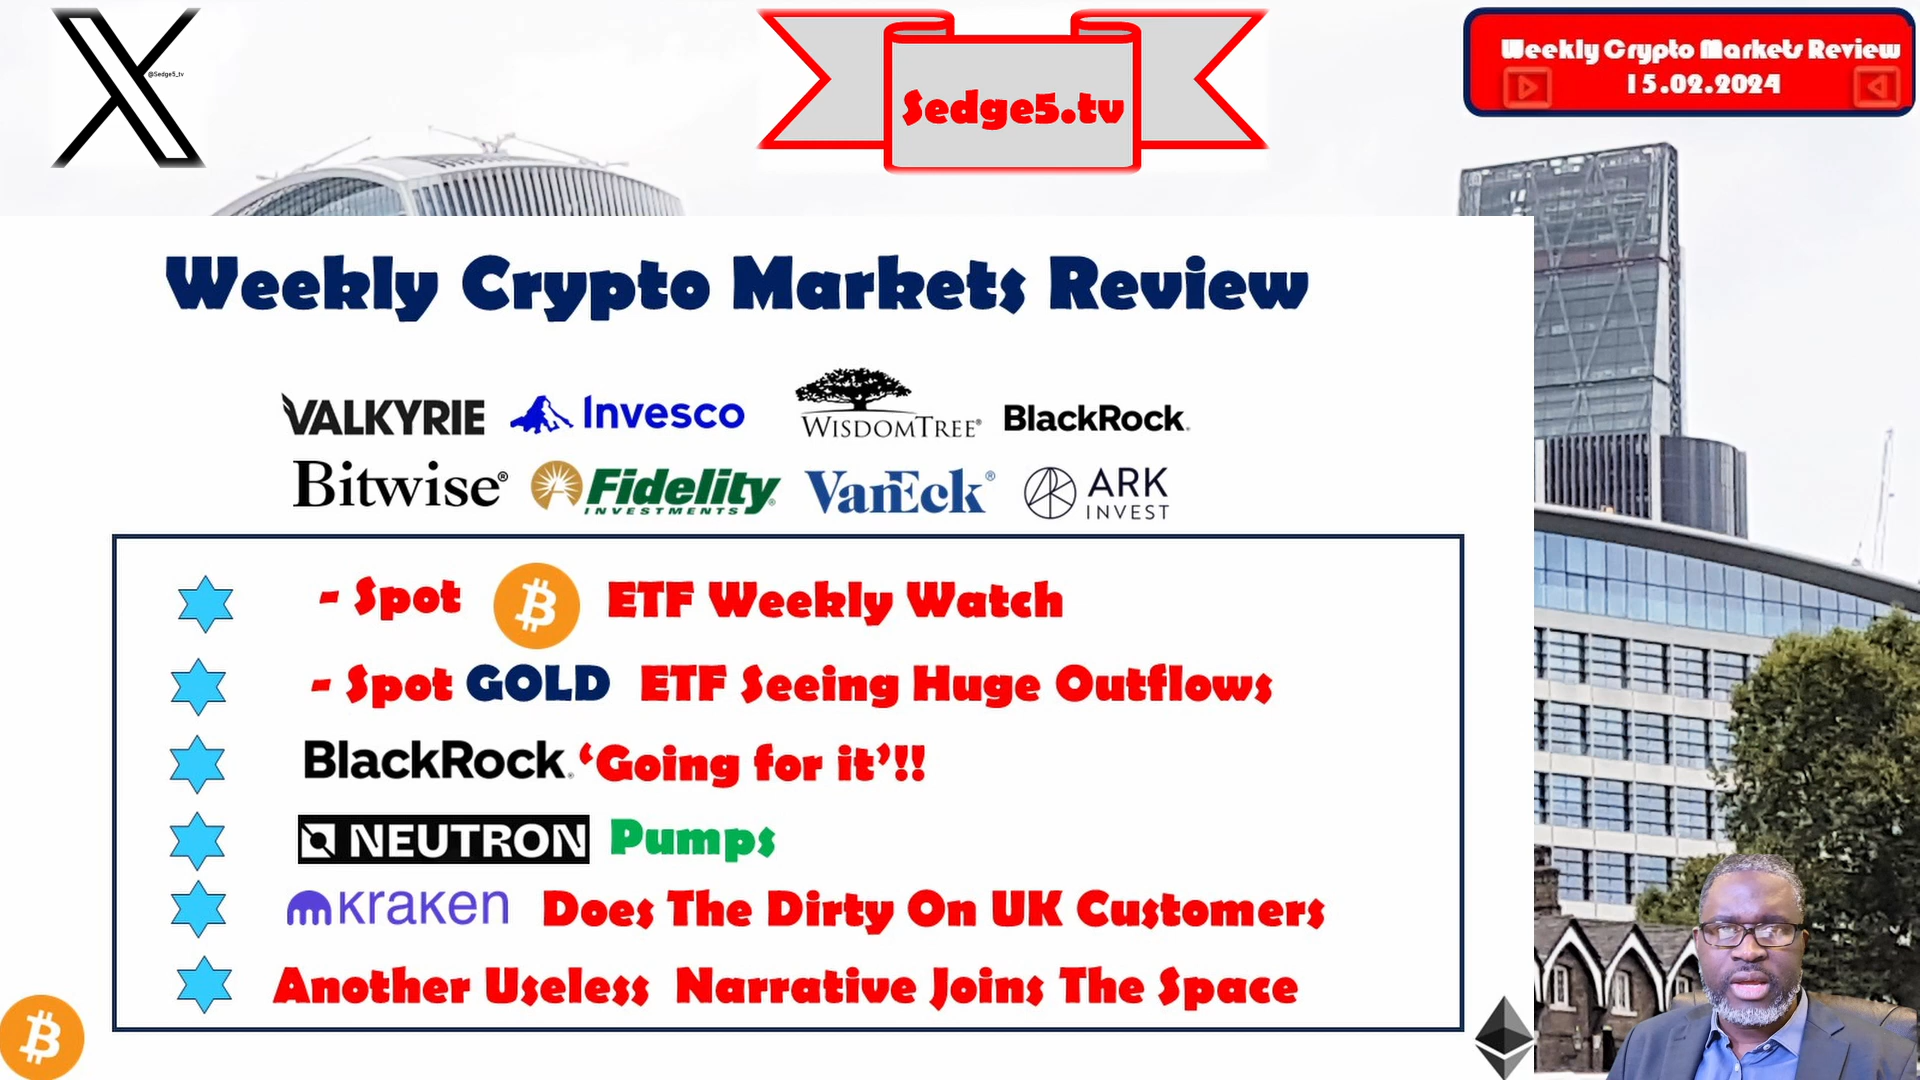 @Sedge5_tv
Sedge5.tv
Weekly Crypto Markets Review
15.02.2024
Weekly Crypto Markets Review
VALKYRIE Invesco WISDOMTREE® BlackRock.
Bitwise® Fidelity INVESTMENTS® VanEck® ARK INVEST
- Spot ETF Weekly Watch
- Spot GOLD ETF Seeing Huge Outflows
BlackRock. ‘Going for it’!!
NEUTRON Pumps
kraken Does The Dirty On UK Customers
Another Useless Narrative Joins The Space